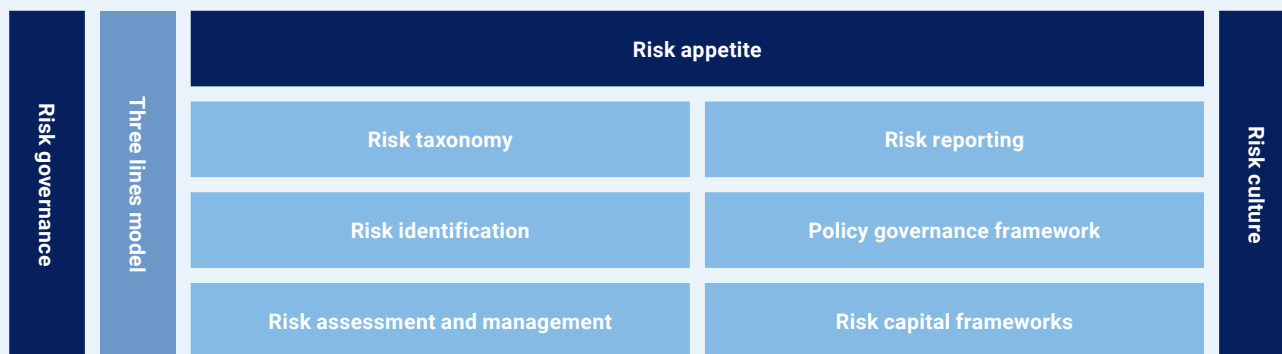 Risk governance
Three lines model
Risk appetite
Risk taxonomy
Risk reporting
Risk identification
Policy governance framework
Risk assessment and management
Risk capital frameworks
Risk culture